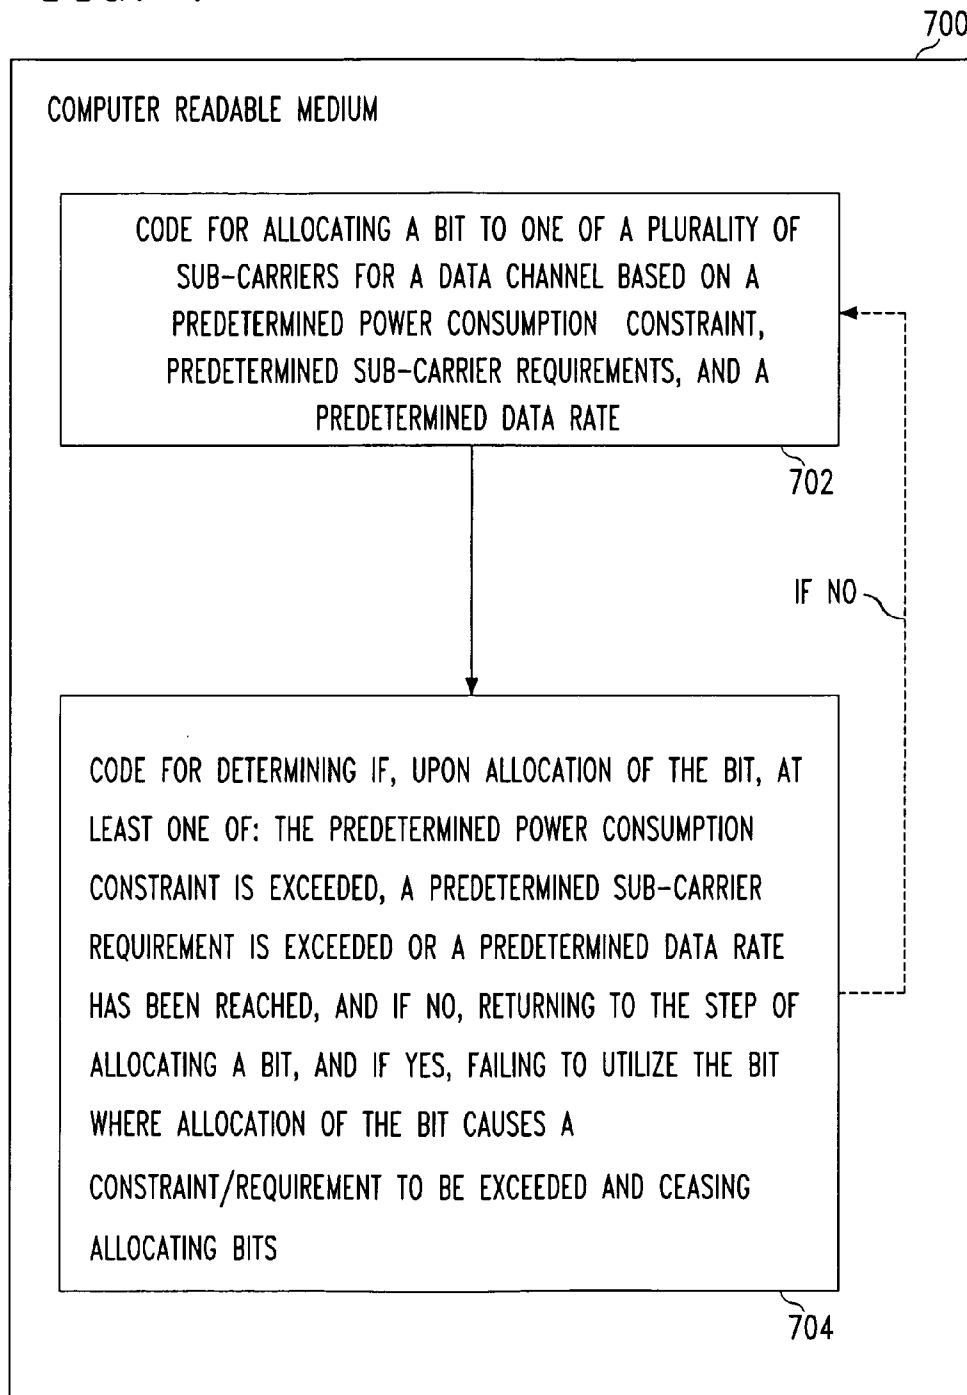 700
COMPUTER READABLE MEDIUM
CODE FOR ALLOCATING A BIT TO ONE OF A PLURALITY OF
SUB-CARRIERS FOR A DATA CHANNEL BASED ON A
PREDETERMINED POWER CONSUMPTION CONSTRAINT,
PREDETERMINED SUB-CARRIER REQUIREMENTS, AND A
PREDETERMINED DATA RATE
702
IF NO
CODE FOR DETERMINING IF, UPON ALLOCATION OF THE BIT, AT
LEAST ONE OF: THE PREDETERMINED POWER CONSUMPTION
CONSTRAINT IS EXCEEDED, A PREDETERMINED SUB-CARRIER
REQUIREMENT IS EXCEEDED OR A PREDETERMINED DATA RATE
HAS BEEN REACHED, AND IF NO, RETURNING TO THE STEP OF
ALLOCATING A BIT, AND IF YES, FAILING TO UTILIZE THE BIT
WHERE ALLOCATION OF THE BIT CAUSES A
CONSTRAINT/REQUIREMENT TO BE EXCEEDED AND CEASING
ALLOCATING BITS
704